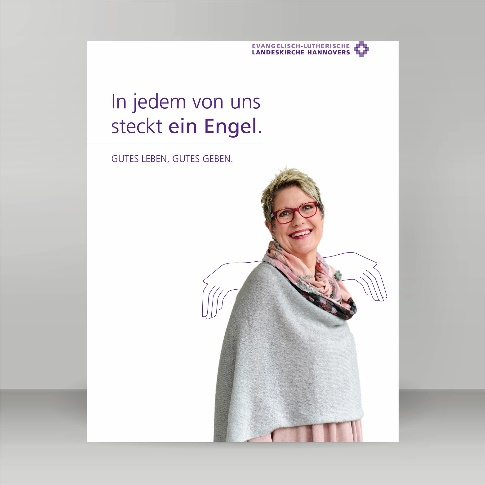 EVANGELISCH-LUTHERISCHE
LANDESKIRCHE HANNOVERS
In jedem von uns
steckt ein Engel.
GUTES LEBEN, GUTES GEBEN.